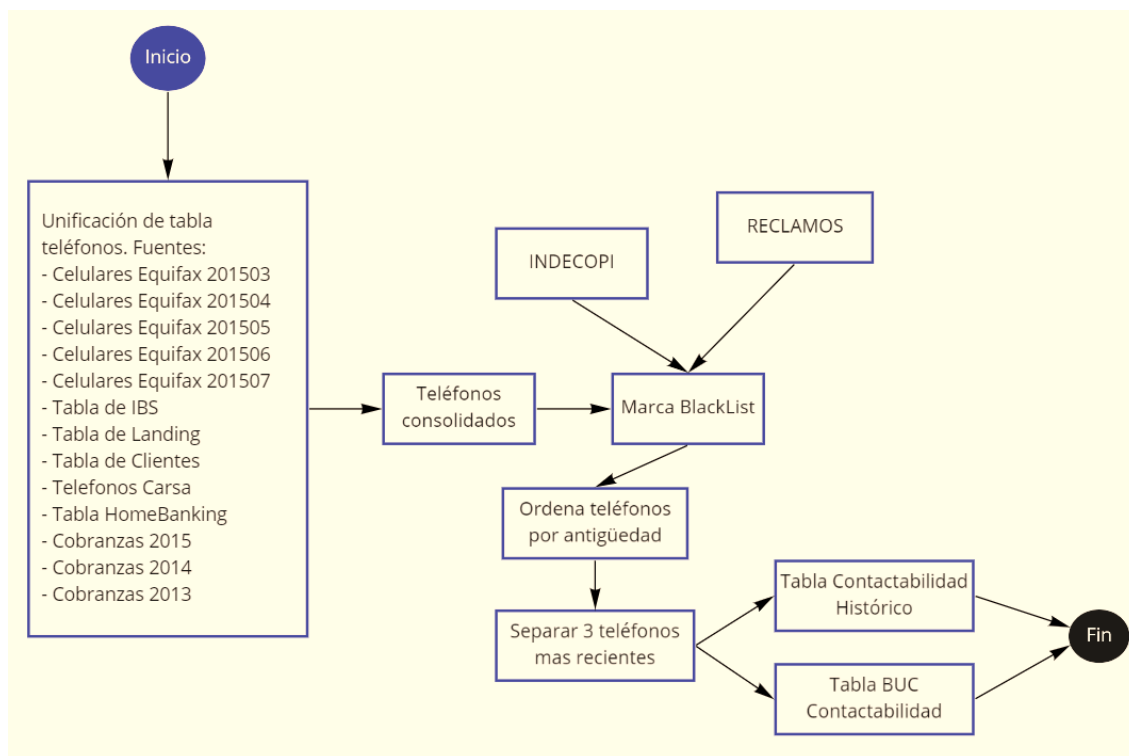 Inicio
Unificación de tabla
teléfonos. Fuentes:
- Celulares Equifax 201503
- Celulares Equifax 201504
- Celulares Equifax 201505
- Celulares Equifax 201506
- Celulares Equifax 201507
- Tabla de IBS
- Tabla de Landing
- Tabla de Clientes
- Telefonos Carsa
- Tabla HomeBanking
- Cobranzas 2015
- Cobranzas 2014
- Cobranzas 2013
Teléfonos
consolidados
INDECOPI
RECLAMOS
Marca BlackList
Ordena teléfonos
por antigüedad
Separar 3 teléfonos
mas recientes
Tabla Contactabilidad
Histórico
Tabla BUC
Contactabilidad
Fin